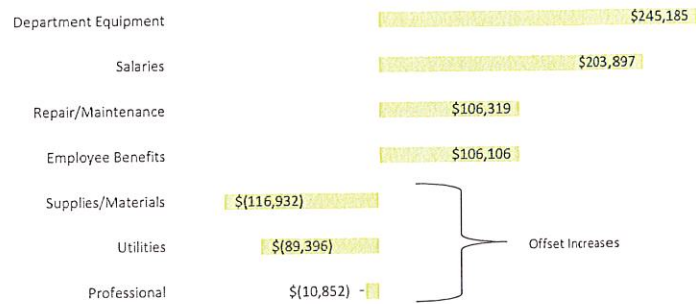 Department Equipment $245,185
Salaries $203,897
Repair/Maintenance $106,319
Employee Benefits $106,106
Supplies/Materials $(116,932)
Utilities $(89,396) Offset Increases
Professional $(10,852)